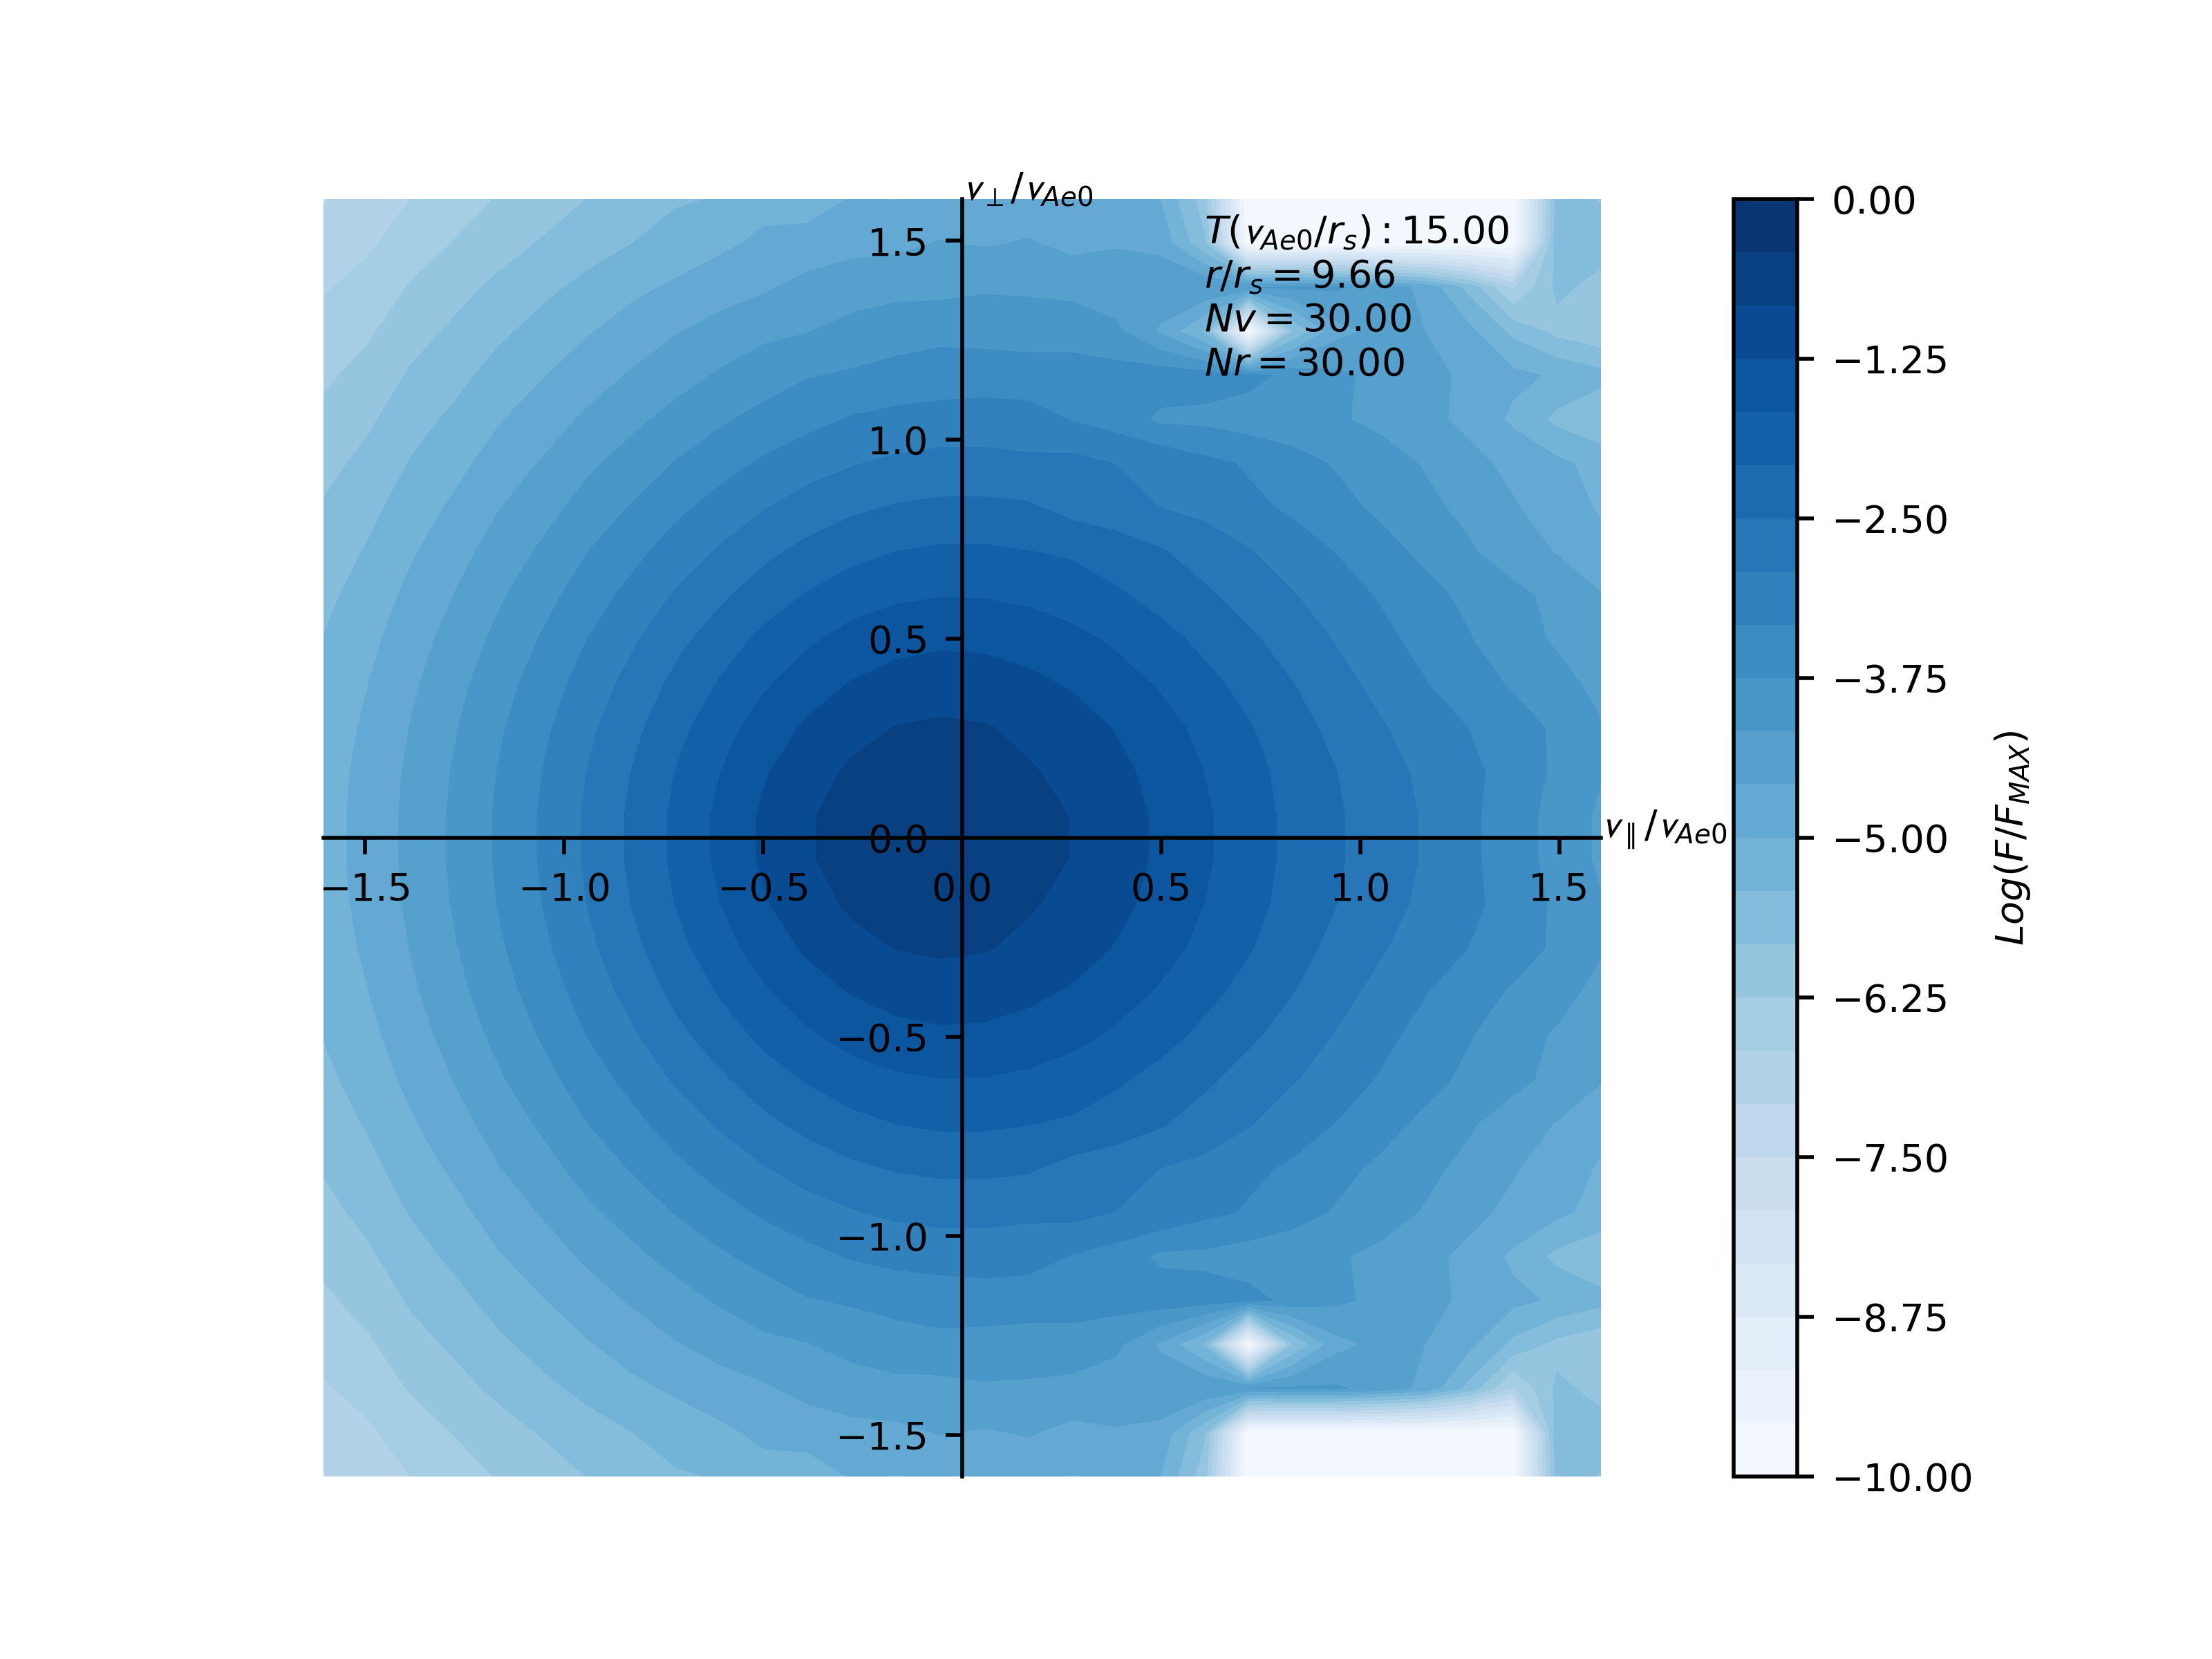 v⊥/vAe0
T(vAe0/rs) : 15.00
r/rs = 9.66
Nv = 30.00
Nr = 30.00
1.5
1.0
0.5
0.0
−0.5
−1.0
−1.5
−1.5 −1.0 −0.5 0.0 0.5 1.0 1.5
v∥/vAe0
0.00
−1.25
−2.50
−3.75
−5.00
−6.25
−7.50
−8.75
−10.00
Log(F/FMAX)